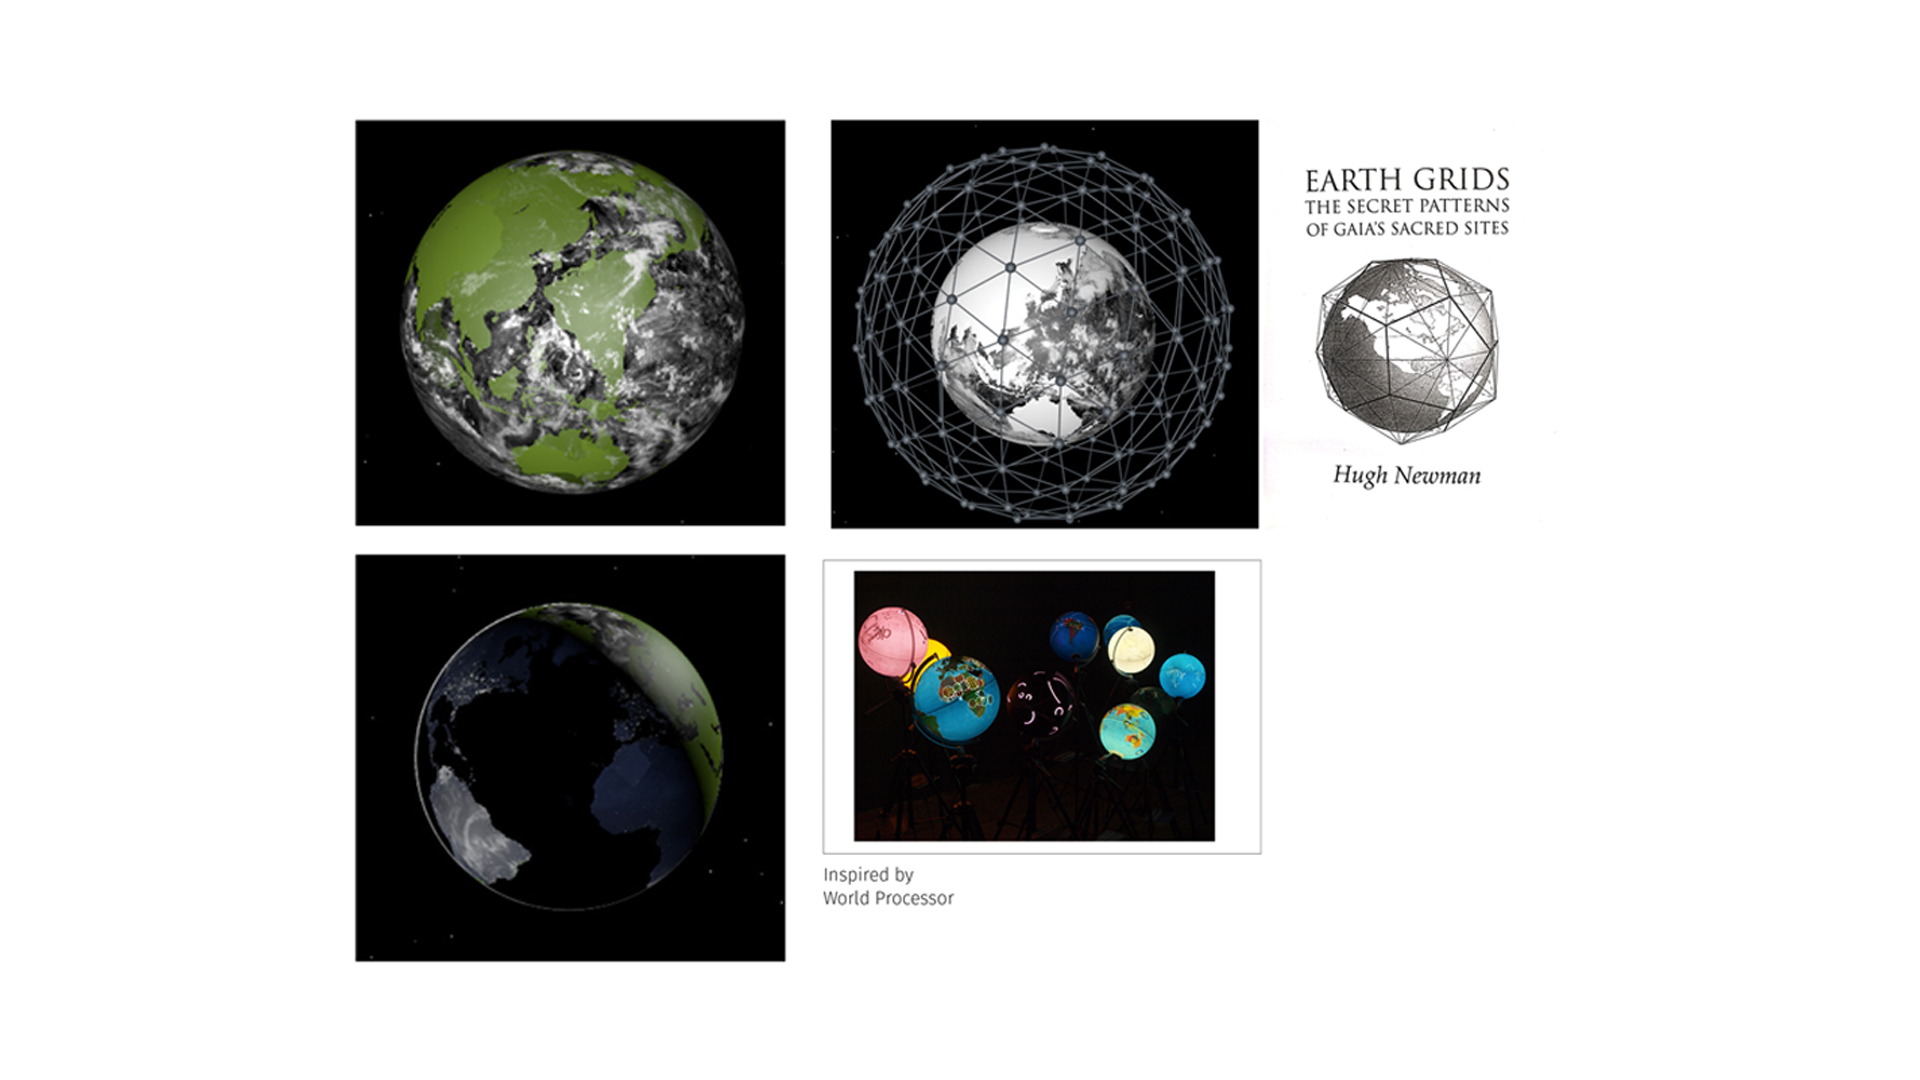 EARTH GRIDS
THE SECRET PATTERNS
OF GAIA'S SACRED SITES
Hugh Newman
Inspired by
World Processor